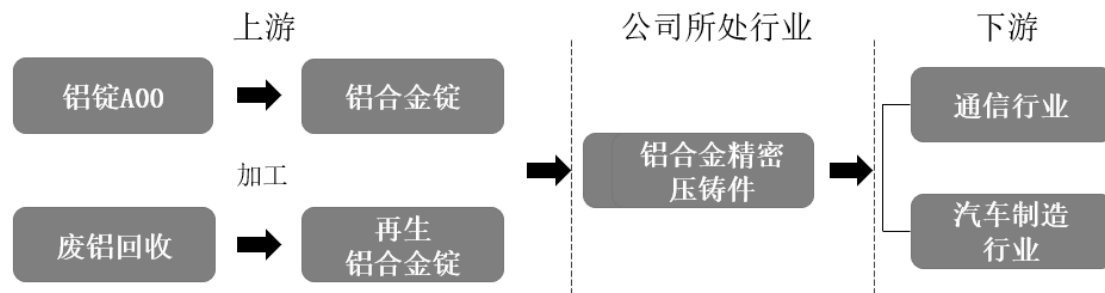 上游
公司所处行业
下游
铝锭A00
铝合金锭
通信行业
铝合金精密
压铸件
加工
废铝回收
再生
铝合金锭
汽车制造
行业